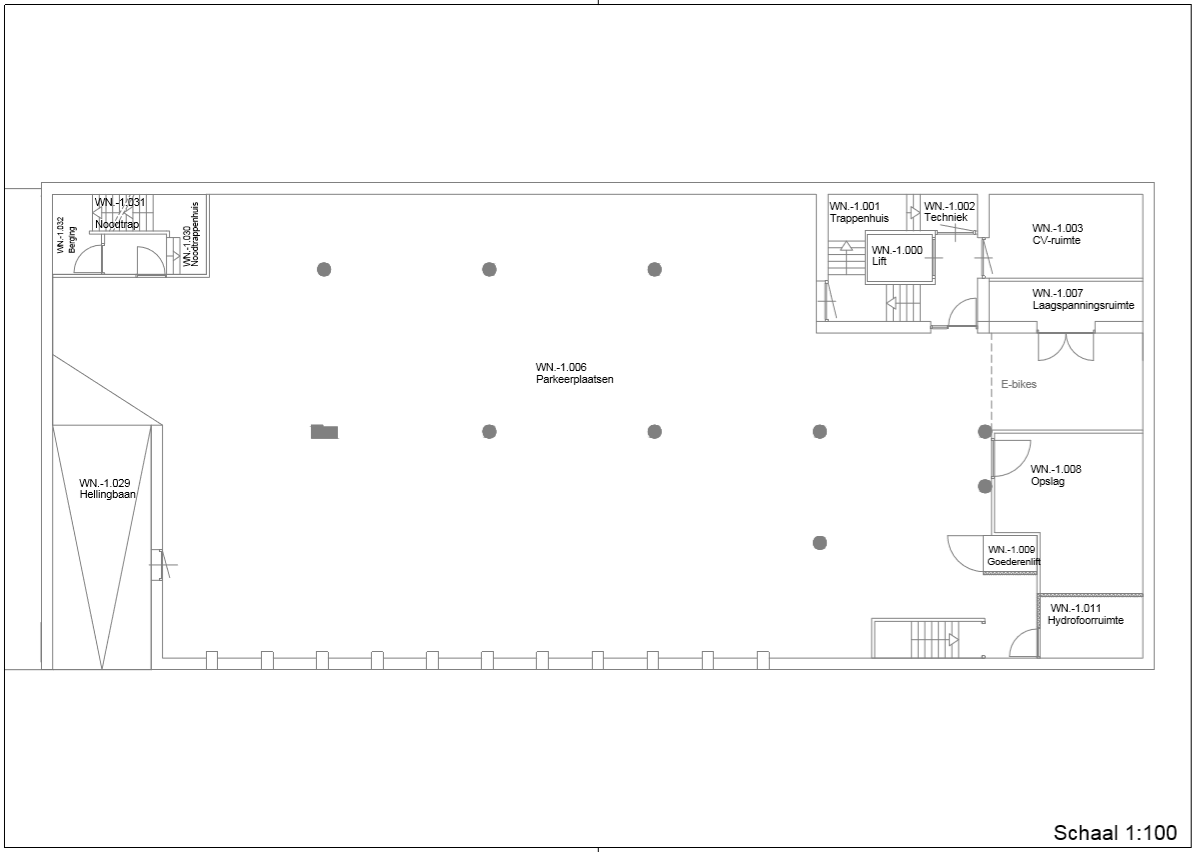 WN.-1.031
Noodtrap
WN.-1.032
Berging
WN.-1.030
Noodtrappenhuis
WN.-1.001
Trappenhuis
WN.-1.002
Techniek
WN.-1.000
Lift
WN.-1.003
CV-ruimte
WN.-1.007
Laagspanningsruimte
WN.-1.006
Parkeerplaatsen
E-bikes
WN.-1.029
Hellingbaan
WN.-1.008
Opslag
WN.-1.009
Goederenlift
WN.-1.011
Hydrofoorruimte
Schaal 1:100